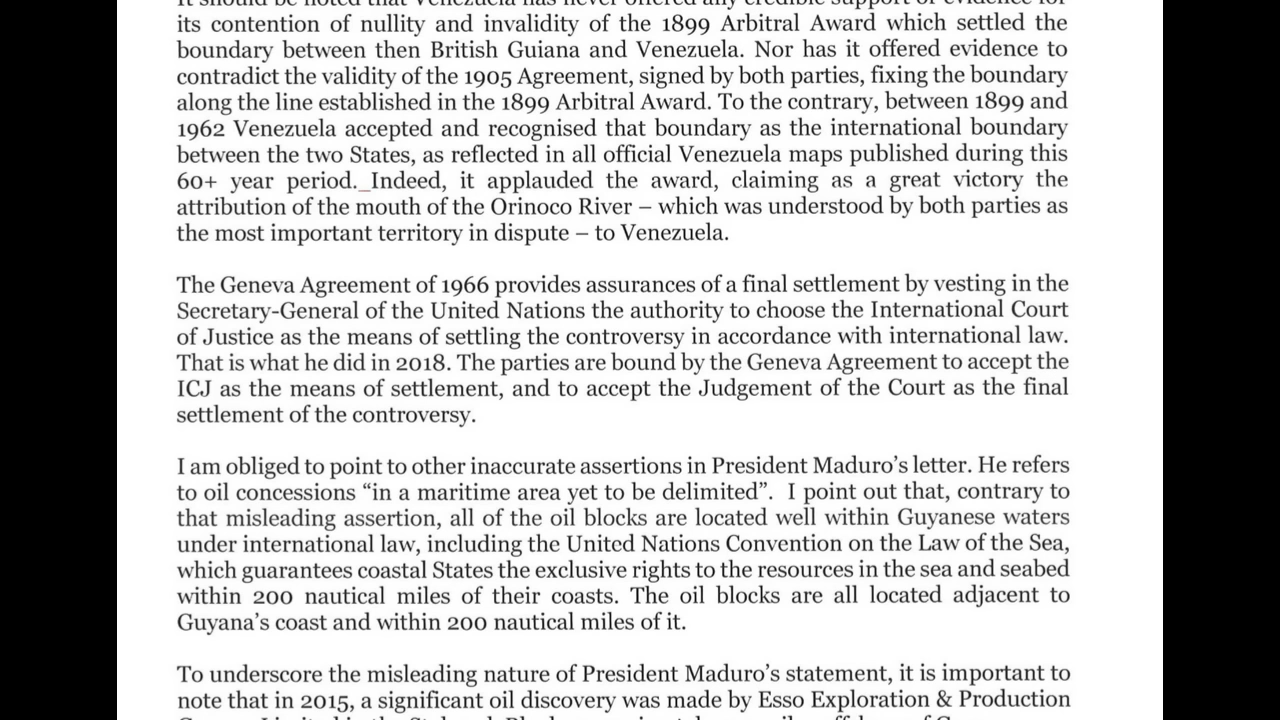 It should be noted that Venezuela has never offered any credible support or evidence for
its contention of nullity and invalidity of the 1899 Arbitral Award which settled the
boundary between then British Guiana and Venezuela. Nor has it offered evidence to
contradict the validity of the 1905 Agreement, signed by both parties, fixing the boundary
along the line established in the 1899 Arbitral Award. To the contrary, between 1899 and
1962 Venezuela accepted and recognised that boundary as the international boundary
between the two States, as reflected in all official Venezuela maps published during this
60+ year period._Indeed, it applauded the award, claiming as a great victory the
attribution of the mouth of the Orinoco River – which was understood by both parties as
the most important territory in dispute – to Venezuela.
The Geneva Agreement of 1966 provides assurances of a final settlement by vesting in the
Secretary-General of the United Nations the authority to choose the International Court
of Justice as the means of settling the controversy in accordance with international law.
That is what he did in 2018. The parties are bound by the Geneva Agreement to accept the
ICJ as the means of settlement, and to accept the Judgement of the Court as the final
settlement of the controversy.
I am obliged to point to other inaccurate assertions in President Maduro’s letter. He refers
to oil concessions “in a maritime area yet to be delimited”. I point out that, contrary to
that misleading assertion, all of the oil blocks are located well within Guyanese waters
under international law, including the United Nations Convention on the Law of the Sea,
which guarantees coastal States the exclusive rights to the resources in the sea and seabed
within 200 nautical miles of their coasts. The oil blocks are all located adjacent to
Guyana’s coast and within 200 nautical miles of it.
To underscore the misleading nature of President Maduro’s statement, it is important to
note that in 2015, a significant oil discovery was made by Esso Exploration & Production